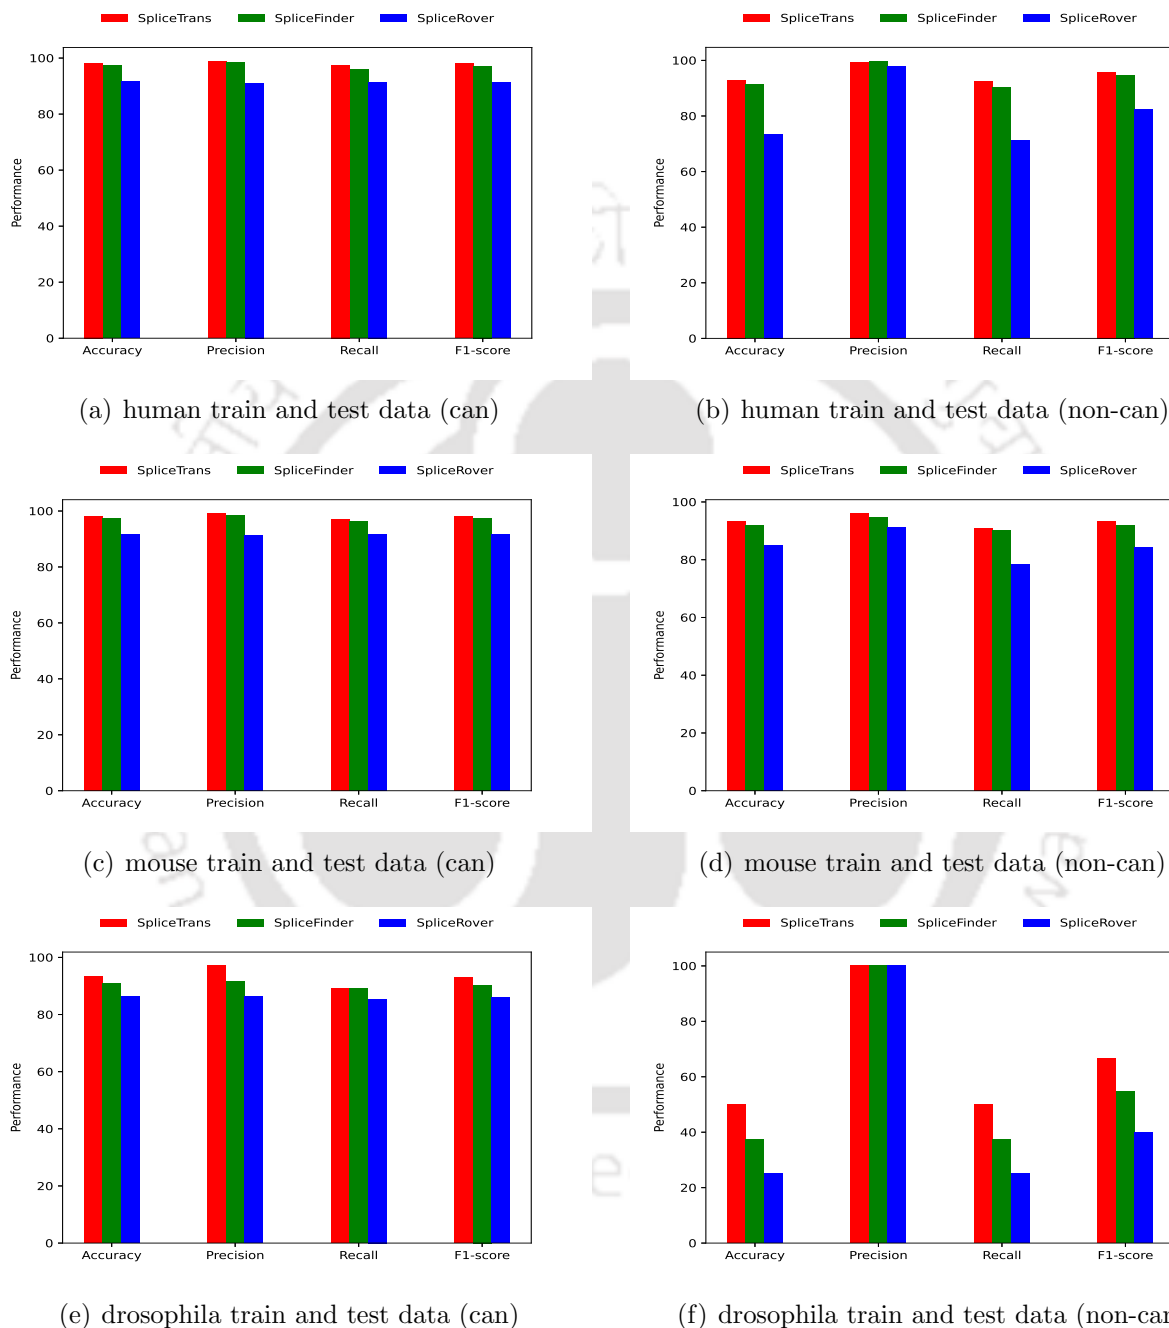 SpliceTrans SpliceFinder SpliceRover
100
80
60
40
20
0
Performance
Accuracy Precision Recall F1-score
(a) human train and test data (can)
SpliceTrans SpliceFinder SpliceRover
100
80
60
40
20
0
Performance
Accuracy Precision Recall F1-score
(b) human train and test data (non-can)
SpliceTrans SpliceFinder SpliceRover
100
80
60
40
20
0
Performance
Accuracy Precision Recall F1-score
(c) mouse train and test data (can)
SpliceTrans SpliceFinder SpliceRover
100
80
60
40
20
0
Performance
Accuracy Precision Recall F1-score
(d) mouse train and test data (non-can)
SpliceTrans SpliceFinder SpliceRover
100
80
60
40
20
0
Performance
Accuracy Precision Recall F1-score
(e) drosophila train and test data (can)
SpliceTrans SpliceFinder SpliceRover
100
80
60
40
20
0
Performance
Accuracy Precision Recall F1-score
(f) drosophila train and test data (non-can